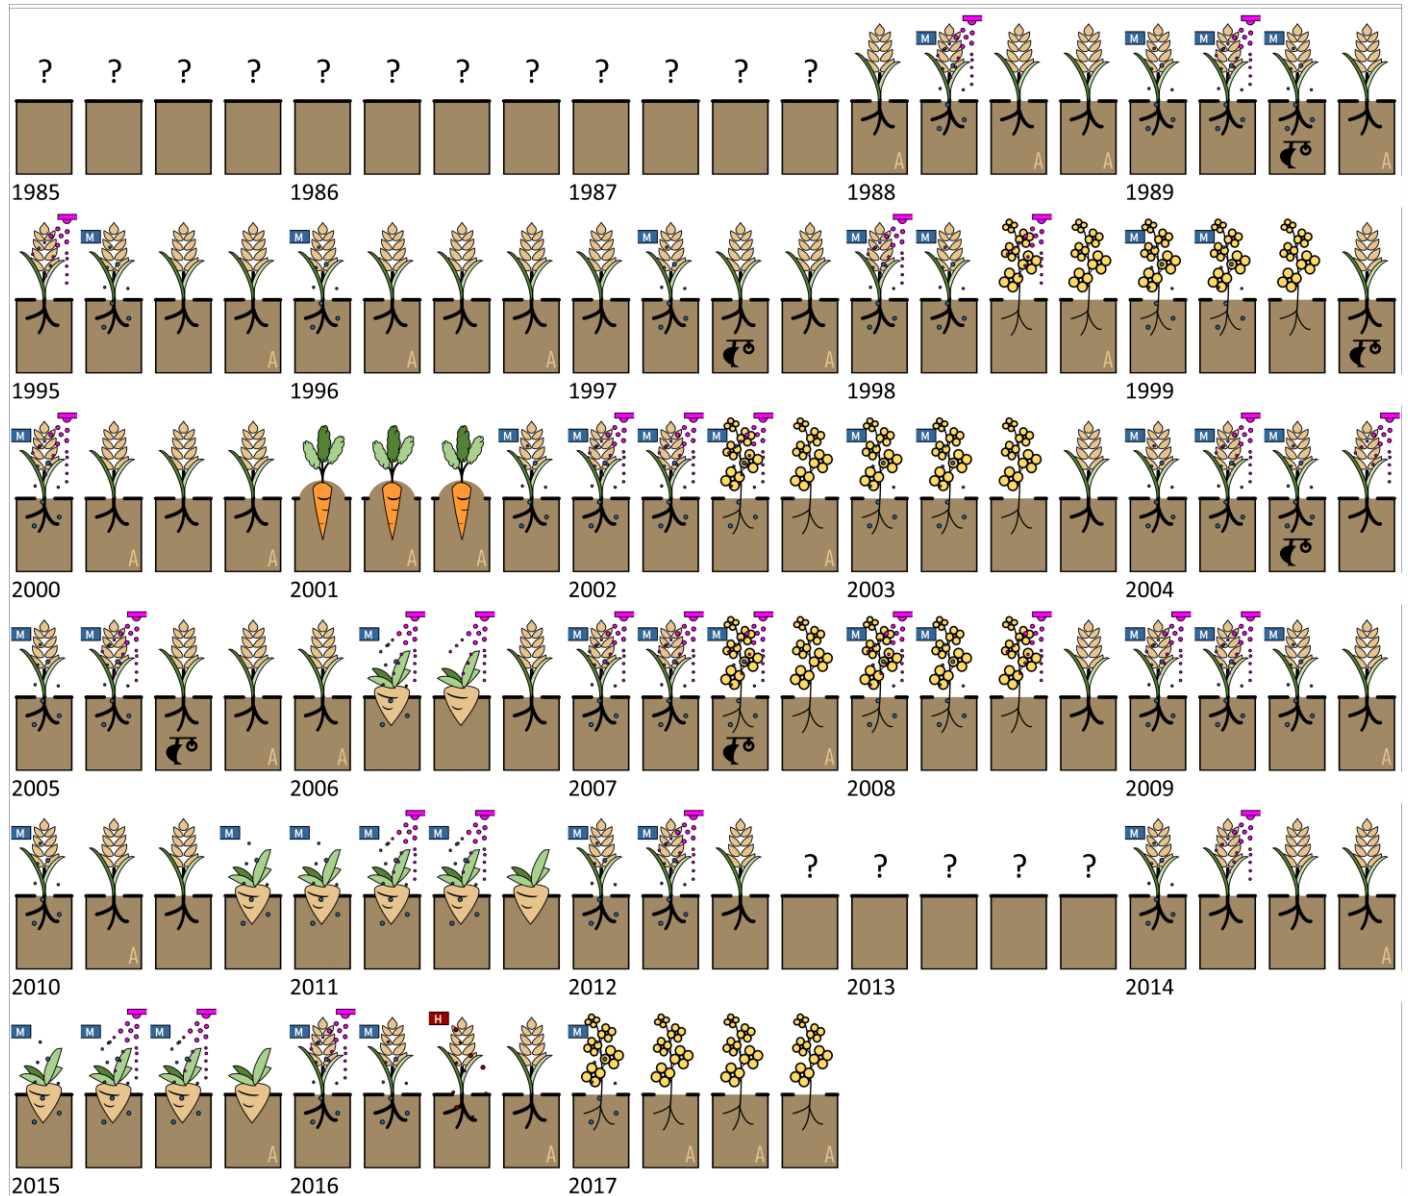 M M M M
? ? ? ? ? ? ? ? ? ? ? ?
A A A A
1985 1986 1987 1988 1989
M M M M M M M
A A A A A
1995 1996 1997 1998 1999
M M M M M M M M M M
A A A A A A
2000 2001 2002 2003 2004
M M M M M M M M M M M
A A A A
2005 2006 2007 2008 2009
M M M M M M M M
? ? ? ? ?
A A
2010 2011 2012 2013 2014
M M M M M H M
A A A A A
2015 2016 2017